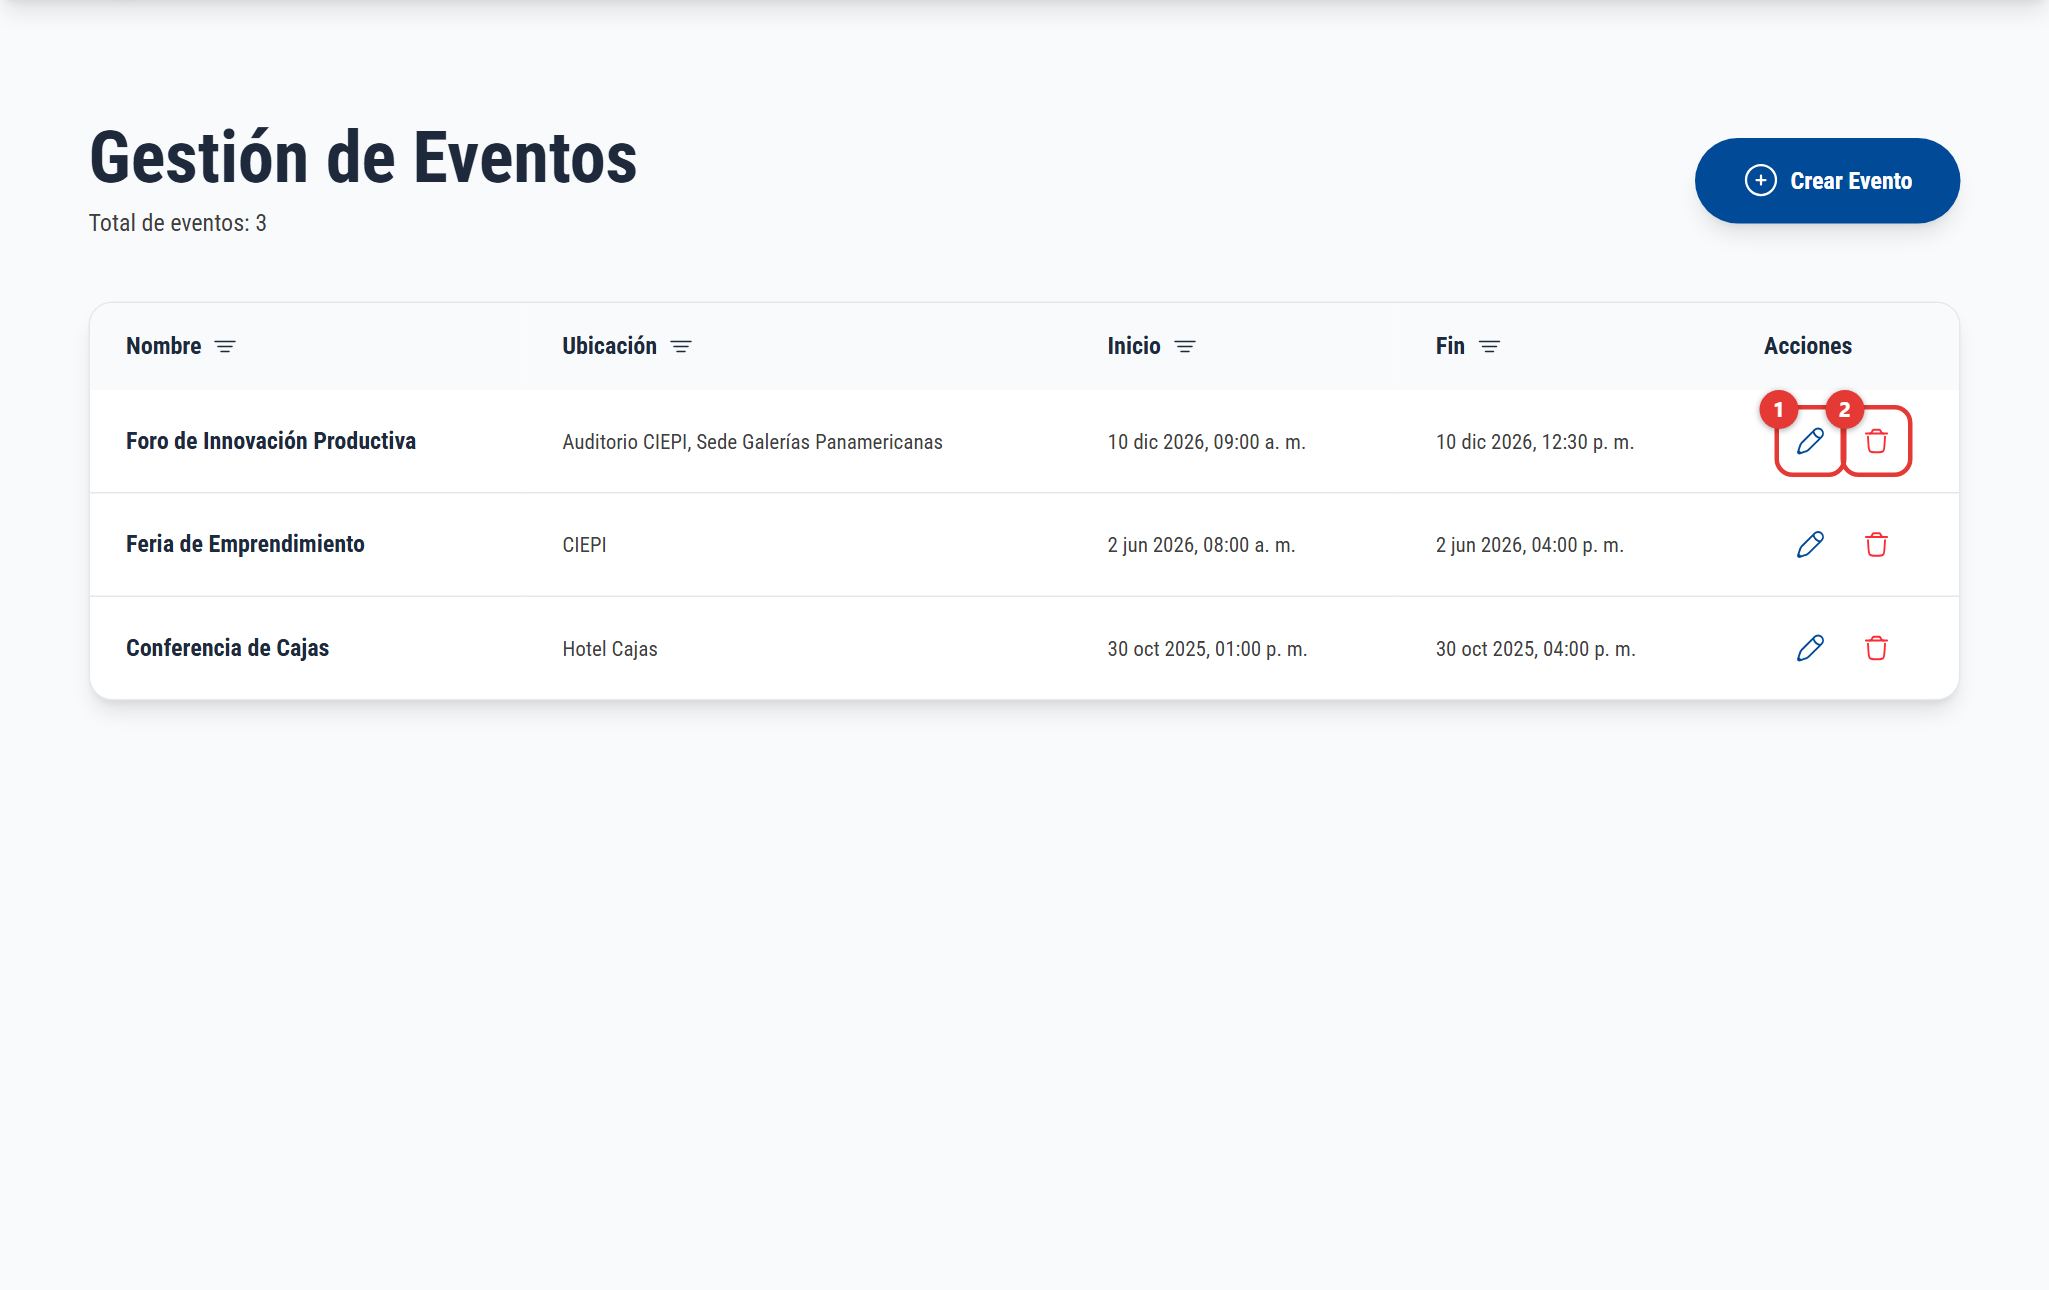 Gestión de Eventos
Total de eventos: 3
Crear Evento
Nombre Ubicación Inicio Fin Acciones
1 2
Foro de Innovación Productiva Auditorio CIEPI, Sede Galerías Panamericanas 10 dic 2026, 09:00 a. m. 10 dic 2026, 12:30 p. m.
Feria de Emprendimiento CIEPI 2 jun 2026, 08:00 a. m. 2 jun 2026, 04:00 p. m.
Conferencia de Cajas Hotel Cajas 30 oct 2025, 01:00 p. m. 30 oct 2025, 04:00 p. m.